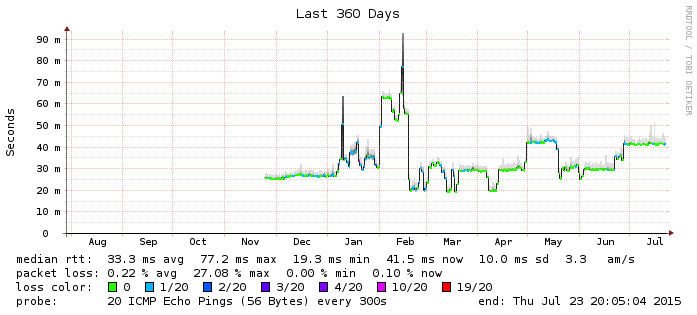 Last 360 Days
RRDTOOL / TOBI OETIKER
Seconds
90 m
80 m
70 m
60 m
50 m
40 m
30 m
20 m
10 m
0
Aug Sep Oct Nov Dec Jan Feb Mar Apr May Jun Jul
median rtt: 33.3 ms avg 77.2 ms max 19.3 ms min 41.5 ms now 10.0 ms sd 3.3 am/s
packet loss: 0.22 % avg 27.08 % max 0.00 % min 0.10 % now
loss color: 0 1/20 2/20 3/20 4/20 10/20 19/20
probe: 20 ICMP Echo Pings (56 Bytes) every 300s end: Thu Jul 23 20:05:04 2015